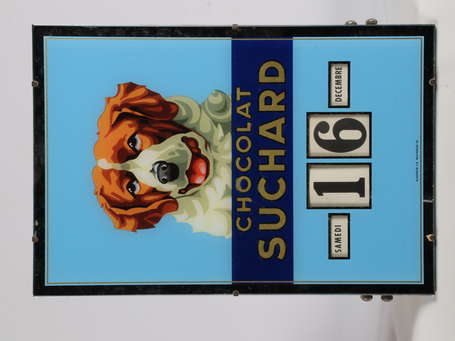 CHOCOLAT
SUCHARD
SAMEDI
16
DECEMBRE